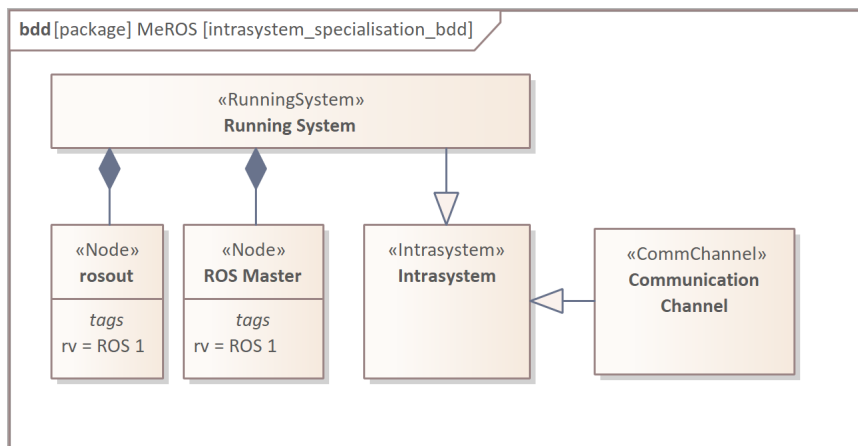 bdd [package] MeROS [intrasystem_specialisation_bdd]
«RunningSystem»
Running System
«Node»
rosout
tags
rv = ROS 1
«Node»
ROS Master
tags
rv = ROS 1
«Intrasystem»
Intrasystem
«CommChannel»
Communication
Channel